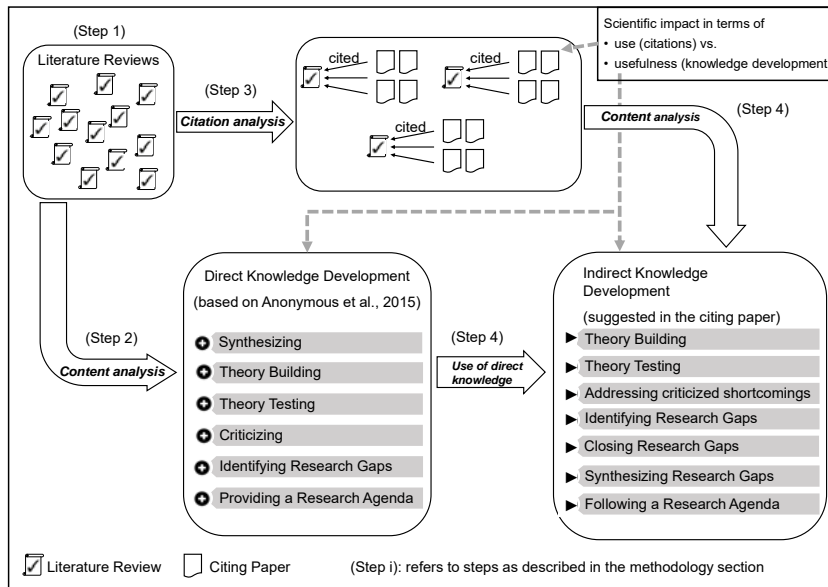 (Step 1)
Literature Reviews
(Step 3)
Citation analysis
cited
cited
cited
Scientific impact in terms of
• use (citations) vs.
• usefulness (knowledge development
(Step 4)
Content analysis
(Step 2)
Content analysis
Direct Knowledge Development
(based on Anonymous et al., 2015)
Synthesizing
Theory Building
Theory Testing
Criticizing
Identifying Research Gaps
Providing a Research Agenda
(Step 4)
Use of direct
knowledge
Indirect Knowledge
Development
(suggested in the citing paper)
Theory Building
Theory Testing
Addressing criticized shortcomings
Identifying Research Gaps
Closing Research Gaps
Synthesizing Research Gaps
Following a Research Agenda
Literature Review
Citing Paper
(Step i): refers to steps as described in the methodology section